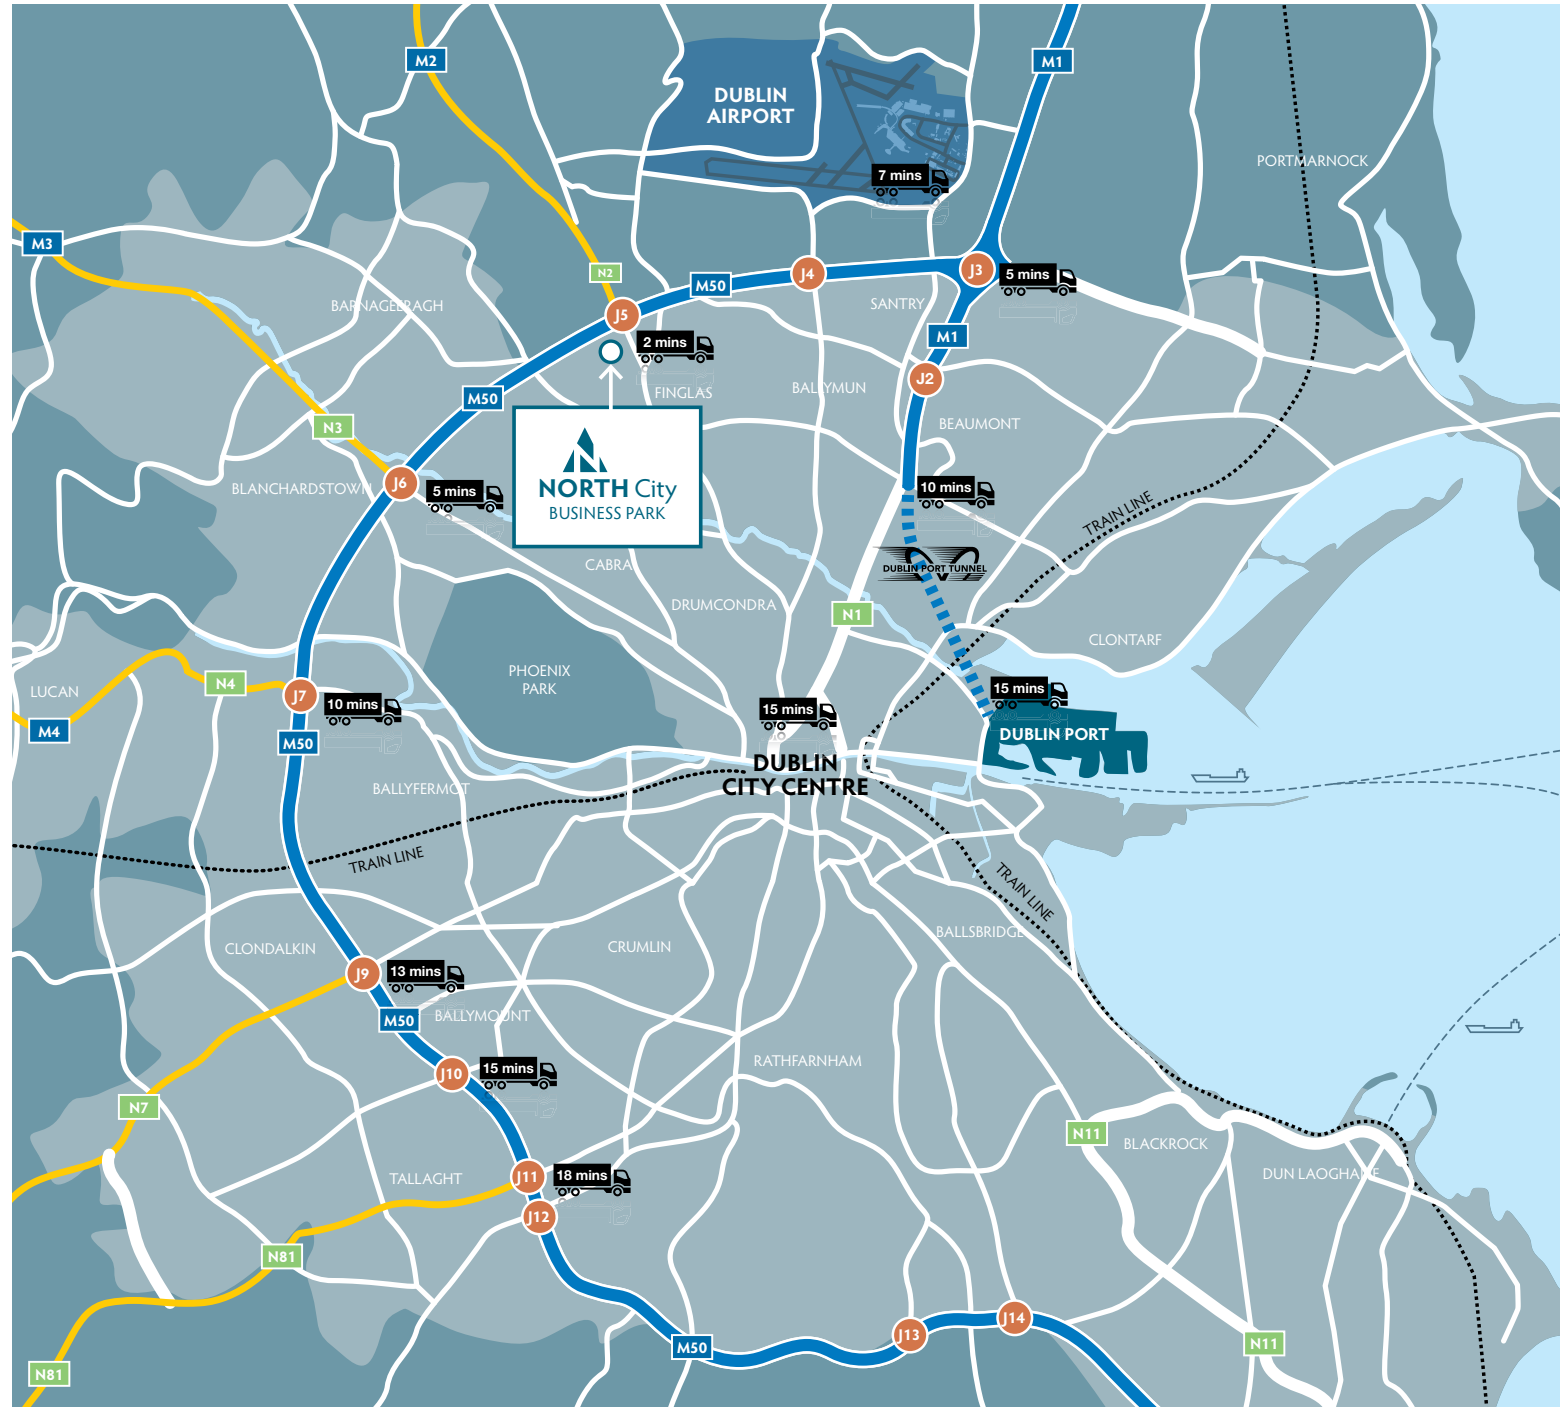 M2
M1
DUBLIN
AIRPORT
PORTMARNOCK
7 mins
M3
N2
J4
J3
5 mins
M50
SANTRY
BARNAGEERAGH
J5
M1
2 mins
J2
FINGLAS
BALLYMUN
M50
BEAUMONT
N3
BLANCHARDSTOWN
J6
5 mins
NORTH City
BUSINESS PARK
10 mins
TRAIN LINE
CABRA
DUBLIN PORT TUNNEL
DRUMCONDRA
N1
CLONTARF
PHOENIX
PARK
LUCAN
N4
J7
10 mins
15 mins
15 mins
M4
M50
DUBLIN PORT
DUBLIN
CITY CENTRE
BALLYFERMOT
TRAIN LINE
TRAIN LINE
BALLSBRIDGE
CLONDALKIN
CRUMLIN
J9
13 mins
M50
BALLYMOUNT
RATHFARNHAM
J10
15 mins
N7
N11
BLACKROCK
TALLAGHT
J11
18 mins
DUN LAOGHAIRE
J12
N81
J14
J13
M50
N11
N81